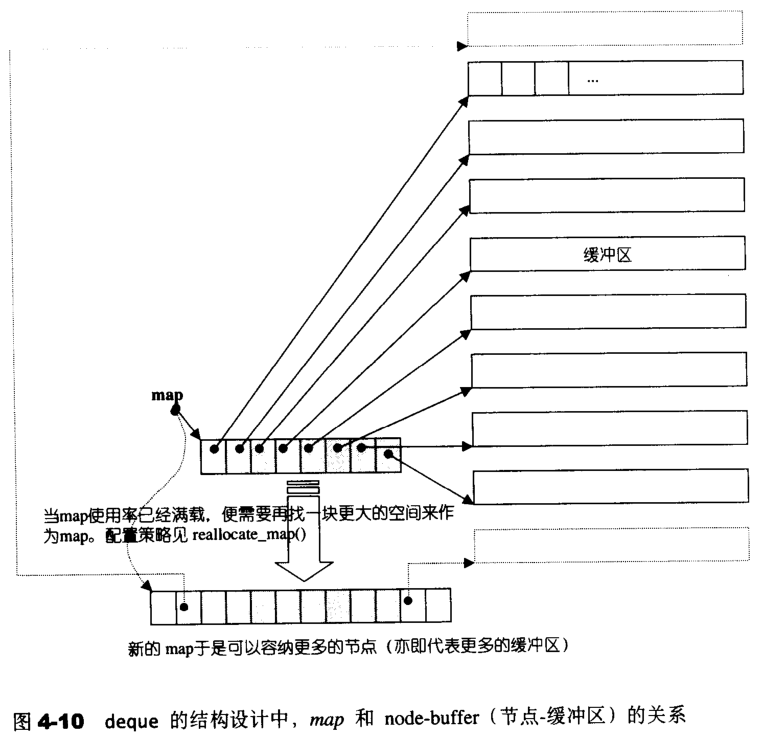 ...
缓冲区
map
当map使用率已经满载，便需要再找一块更大的空间来作
为map。配置策略见 reallocate_map()
新的 map于是可以容纳更多的节点（亦即代表更多的缓冲区）
图 4-10 deque 的结构设计中，map 和 node-buffer（节点-缓冲区）的关系